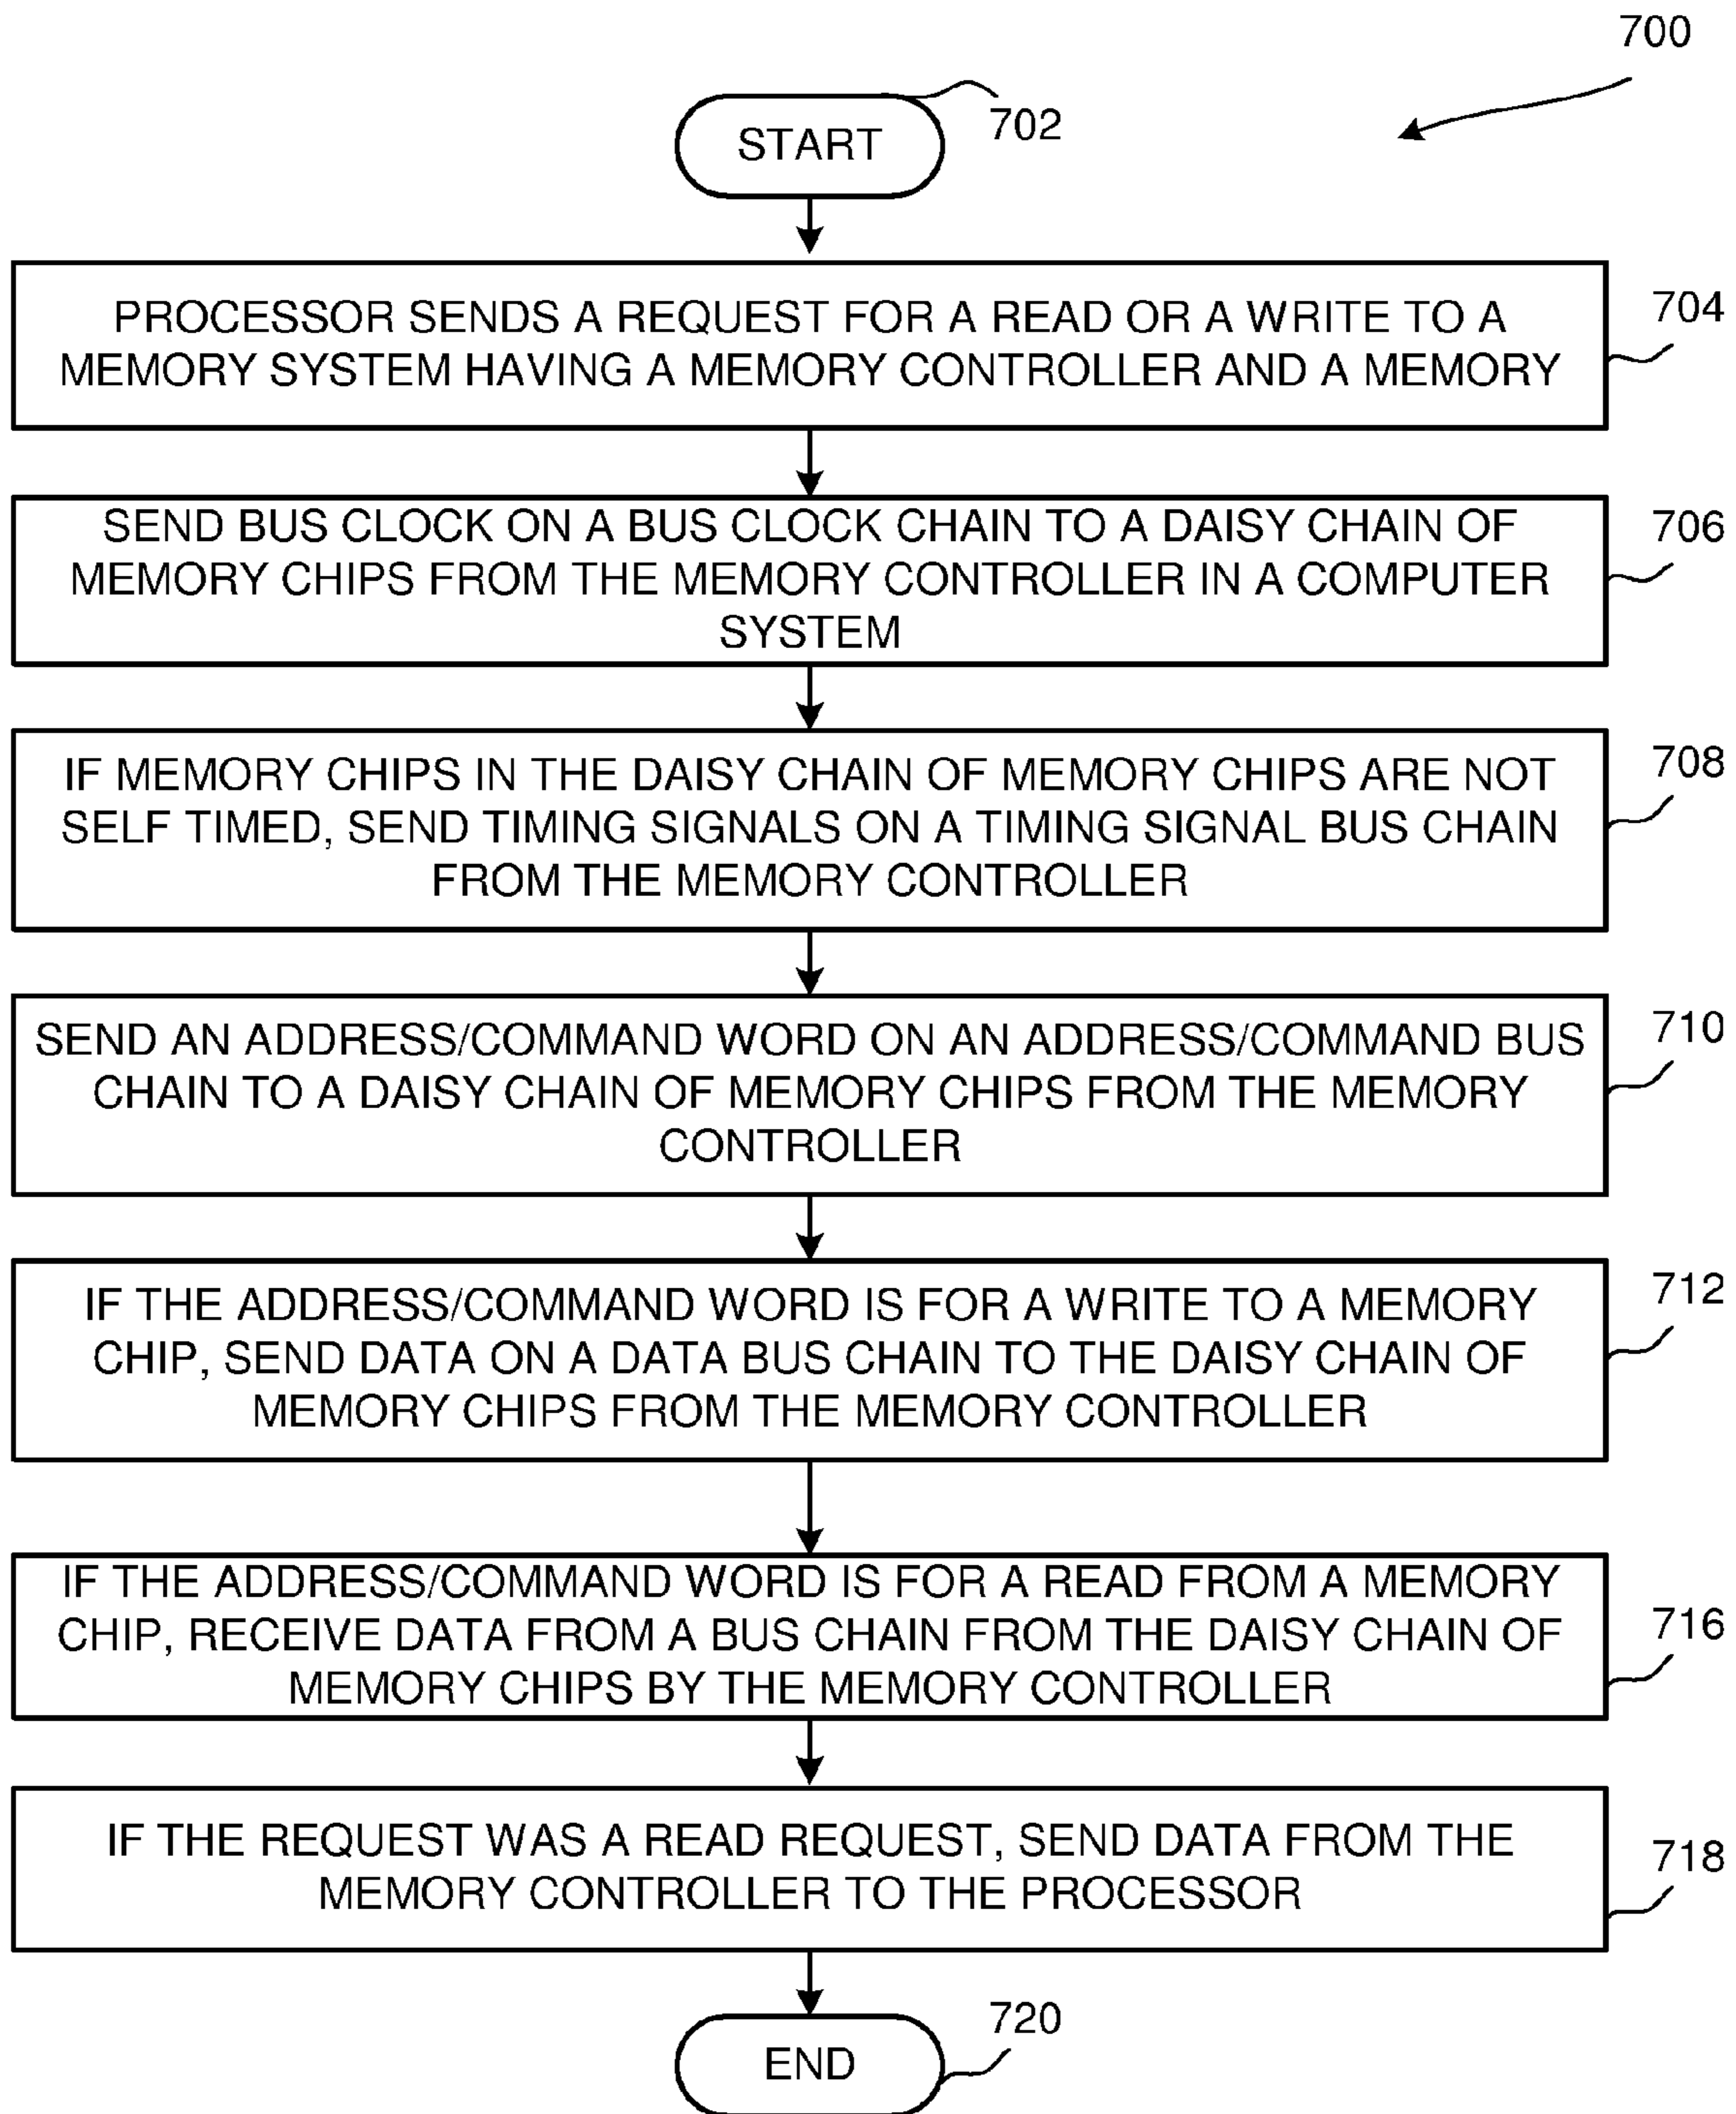 700
START
702
PROCESSOR SENDS A REQUEST FOR A READ OR A WRITE TO A
MEMORY SYSTEM HAVING A MEMORY CONTROLLER AND A MEMORY
704
SEND BUS CLOCK ON A BUS CLOCK CHAIN TO A DAISY CHAIN OF
MEMORY CHIPS FROM THE MEMORY CONTROLLER IN A COMPUTER
SYSTEM
706
IF MEMORY CHIPS IN THE DAISY CHAIN OF MEMORY CHIPS ARE NOT
SELF TIMED, SEND TIMING SIGNALS ON A TIMING SIGNAL BUS CHAIN
FROM THE MEMORY CONTROLLER
708
SEND AN ADDRESS/COMMAND WORD ON AN ADDRESS/COMMAND BUS
CHAIN TO A DAISY CHAIN OF MEMORY CHIPS FROM THE MEMORY
CONTROLLER
710
IF THE ADDRESS/COMMAND WORD IS FOR A WRITE TO A MEMORY
CHIP, SEND DATA ON A DATA BUS CHAIN TO THE DAISY CHAIN OF
MEMORY CHIPS FROM THE MEMORY CONTROLLER
712
IF THE ADDRESS/COMMAND WORD IS FOR A READ FROM A MEMORY
CHIP, RECEIVE DATA FROM A BUS CHAIN FROM THE DAISY CHAIN OF
MEMORY CHIPS BY THE MEMORY CONTROLLER
716
IF THE REQUEST WAS A READ REQUEST, SEND DATA FROM THE
MEMORY CONTROLLER TO THE PROCESSOR
718
END
720